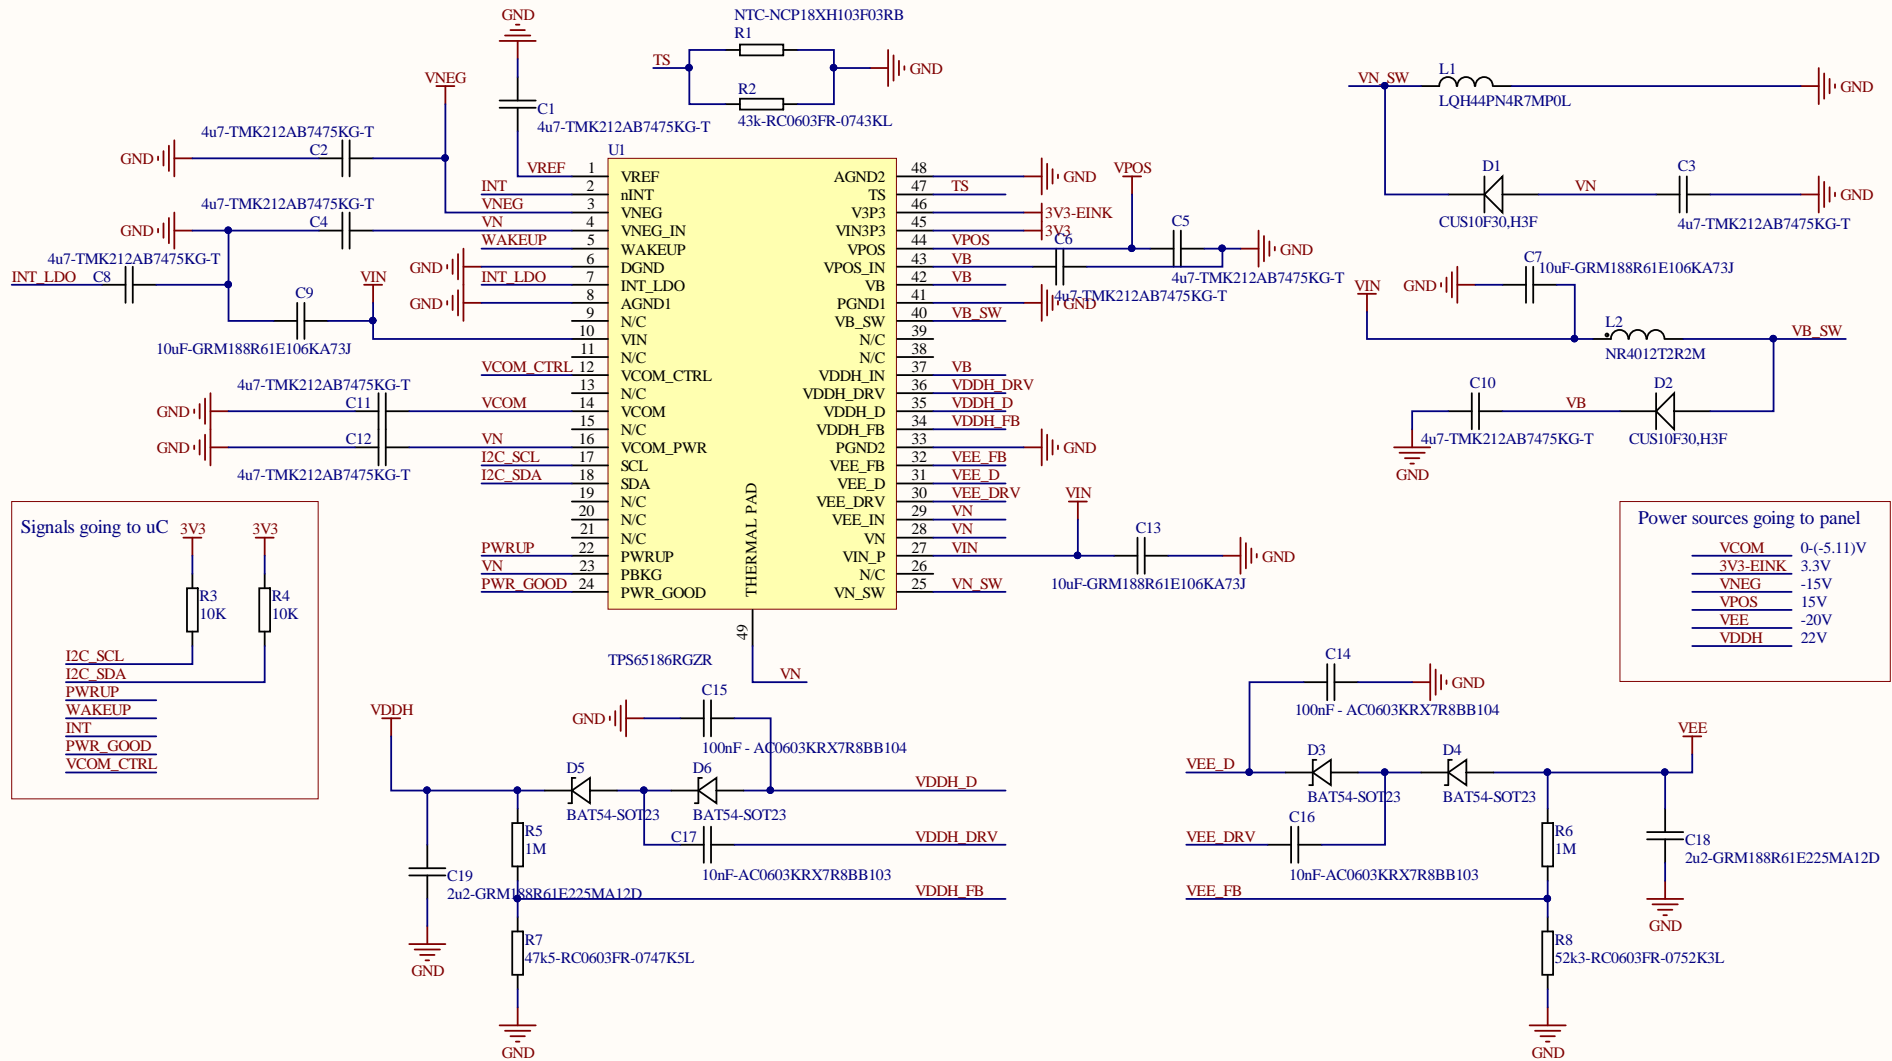 GND
NTC-NCP18XH103F03RB
R1
TS
GND
R2
43k-RC0603FR-0743KL
VNEG
C1
4u7-TMK212AB7475KG-T
4u7-TMK212AB7475KG-T
C2
GND
4u7-TMK212AB7475KG-T
GND
C4
4u7-TMK212AB7475KG-T
INT_LDO
C8
C9
VIN
10uF-GRM188R61E106KA73J
4u7-TMK212AB7475KG-T
GND
C11
VCOM
GND
C12
VN
4u7-TMK212AB7475KG-T
U1
VREF 1 VREF
INT 2 nINT
VNEG 3 VNEG
VN 4 VNEG_IN
WAKEUP 5 WAKEUP
GND 6 DGND
INT_LDO 7 INT_LDO
GND 8 AGND1
9 N/C
10 VIN
11 N/C
VCOM_CTRL 12 VCOM_CTRL
13 N/C
14 VCOM
15 N/C
16 VCOM_PWR
I2C_SCL 17 SCL
I2C_SDA 18 SDA
19 N/C
20 N/C
21 N/C
PWRUP 22 PWRUP
VN 23 PBKG
PWR_GOOD 24 PWR_GOOD
AGND2 48 GND
TS 47 TS
V3P3 46 3V3-EINK
VIN3P3 45 3V3
VPOS 44 VPOS
VPOS_IN 43 VB
VB 42 VB
PGND1 41 GND
VB_SW 40 VB_SW
N/C 39
N/C 38
VDDH_IN 37 VB
VDDH_DRV 36 VDDH_DRV
VDDH_D 35 VDDH_D
VDDH_FB 34 VDDH_FB
PGND2 33 GND
VEE_FB 32 VEE_FB
VEE_D 31 VEE_D
VEE_DRV 30 VEE_DRV
VEE_IN 29 VN
VN 28 VN
VIN_P 27 VIN
N/C 26
VN_SW 25 VN_SW
THERMAL PAD
49
VN
TPS65186RGZR
VPOS
C5
C6
GND
4u7-TMK212AB7475KG-T
4u7-TMK212AB7475KG-T
VIN
C13
GND
10uF-GRM188R61E106KA73J
VN_SW
L1
GND
LQH44PN4R7MP0L
D1
VN
C3
GND
CUS10F30,H3F
4u7-TMK212AB7475KG-T
C7
10uF-GRM188R61E106KA73J
VIN
GND
L2
VB_SW
NR4012T2R2M
C10
VB
D2
4u7-TMK212AB7475KG-T
CUS10F30,H3F
GND
Signals going to uC
3V3
3V3
R3
10K
R4
10K
I2C_SCL
I2C_SDA
PWRUP
WAKEUP
INT
PWR_GOOD
VCOM_CTRL
Power sources going to panel
VCOM 0-(-5.11)V
3V3-EINK 3.3V
VNEG -15V
VPOS 15V
VEE -20V
VDDH 22V
VDDH
GND
C15
100nF - AC0603KRX7R8BB104
D5
D6
VDDH_D
BAT54-SOT23
BAT54-SOT23
R5
1M
C17
VDDH_DRV
10nF-AC0603KRX7R8BB103
C19
2u2-GRM188R61E225MA12D
VDDH_FB
R7
47k5-RC0603FR-0747K5L
GND
GND
C14
GND
100nF - AC0603KRX7R8BB104
VEE
D3
D4
VEE_D
BAT54-SOT23
BAT54-SOT23
C16
VEE_DRV
10nF-AC0603KRX7R8BB103
R6
1M
C18
2u2-GRM188R61E225MA12D
VEE_FB
GND
R8
52k3-RC0603FR-0752K3L
GND